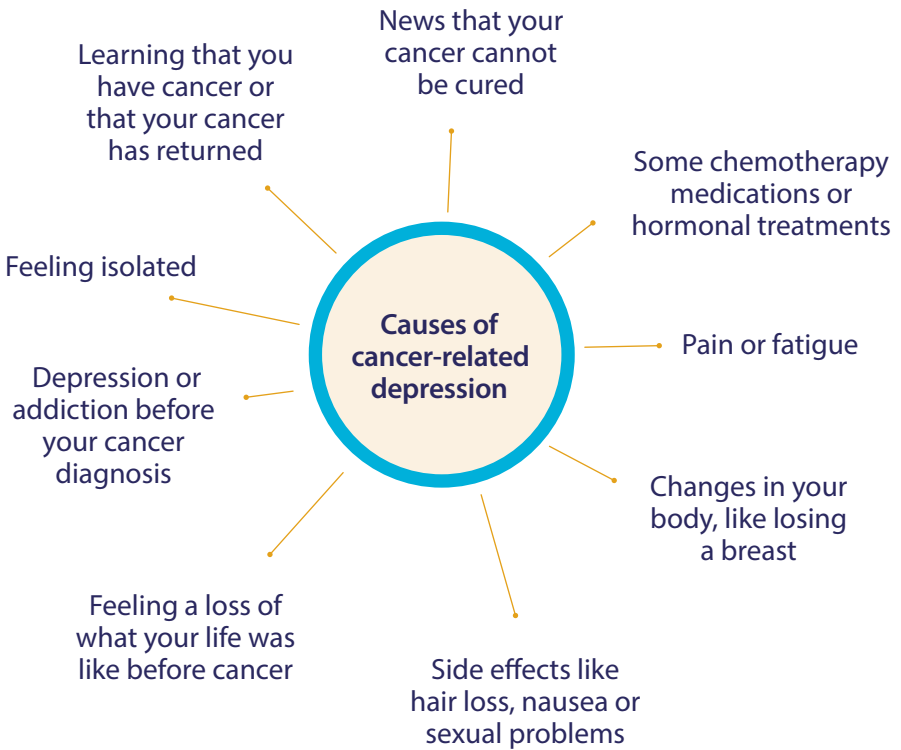 News that your
cancer cannot
be cured
Learning that you
have cancer or
that your cancer
has returned
Some chemotherapy
medications or
hormonal treatments
Feeling isolated
Causes of
cancer-related
depression
Pain or fatigue
Depression or
addiction before
your cancer
diagnosis
Changes in your
body, like losing
a breast
Feeling a loss of
what your life was
like before cancer
Side effects like
hair loss, nausea or
sexual problems